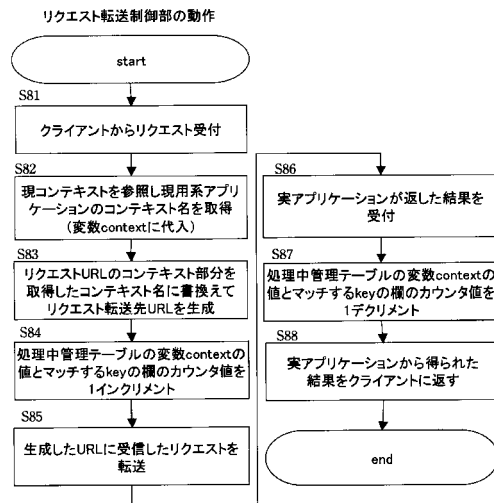 リクエスト転送制御部の動作
start
S81
クライアントからリクエスト受付
S82
現コンテキストを参照し現用系アプリ
ケーションのコンテキスト名を取得
(変数contextに代入)
S83
リクエストURLのコンテキスト部分を
取得したコンテキスト名に書換えて
リクエスト転送先URLを生成
S84
処理中管理テーブルの変数contextの
値とマッチするkeyの欄のカウンタ値を
1インクリメント
S85
生成したURLに受信したリクエストを
転送
S86
実アプリケーションが返した結果を
受付
S87
処理中管理テーブルの変数contextの
値とマッチするkeyの欄のカウンタ値を
1デクリメント
S88
実アプリケーションから得られた
結果をクライアントに返す
end